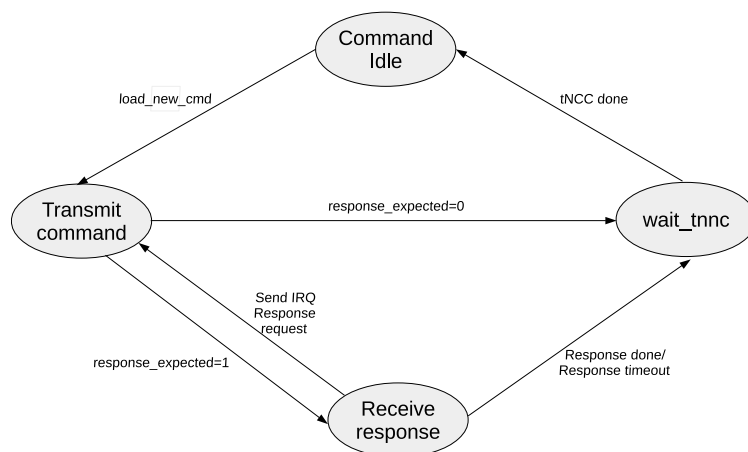 Command
Idle
load_new_cmd
tNCC done
Transmit
command
response_expected=0
wait_tnnc
Send IRQ
Response
request
response_expected=1
Response done/
Response timeout
Receive
response